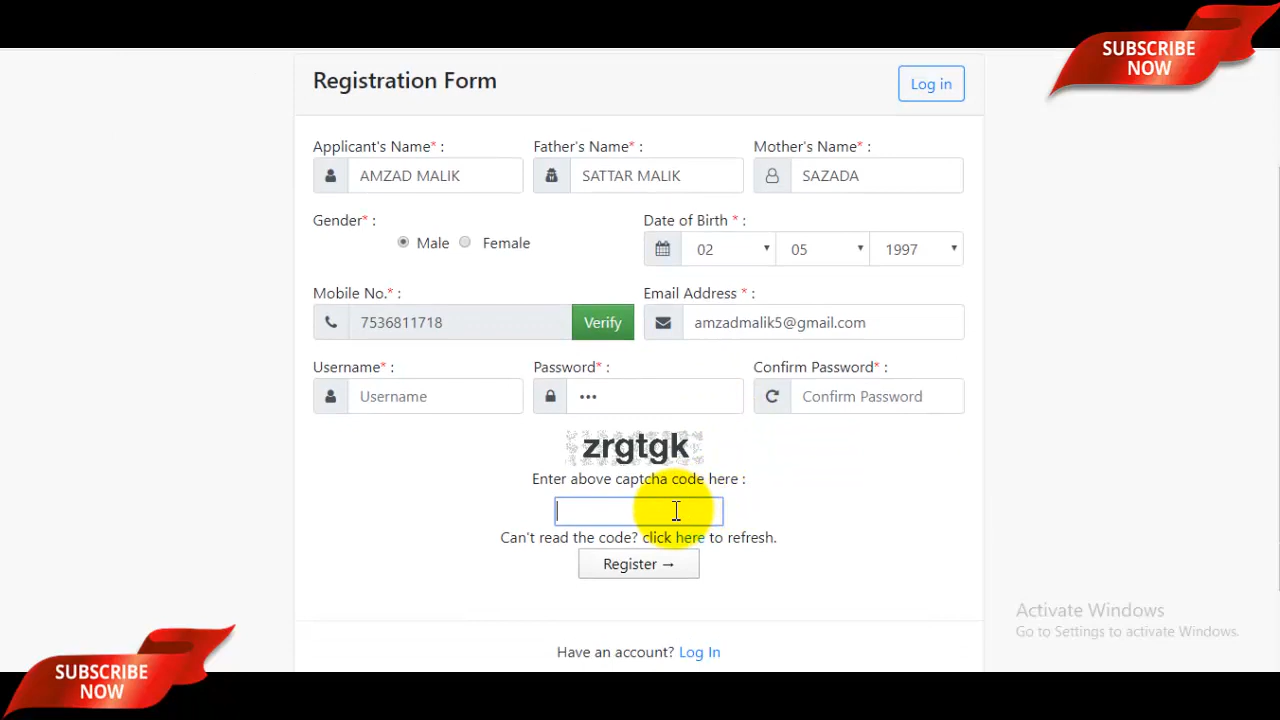 SUBSCRIBE
NOW
Registration Form
Log in
Applicant's Name* :
Father's Name* :
Mother's Name* :
AMZAD MALIK
SATTAR MALIK
SAZADA
Gender* :
Date of Birth * :
Male
Female
02
05
1997
Mobile No.* :
Email Address * :
7536811718
Verify
amzadmalik5@gmail.com
Username* :
Password* :
Confirm Password* :
Username
•••
Confirm Password
zrgtgk
Enter above captcha code here :
Can't read the code? click here to refresh.
Register →
Activate Windows
Go to Settings to activate Windows.
Have an account? Log In
SUBSCRIBE
NOW